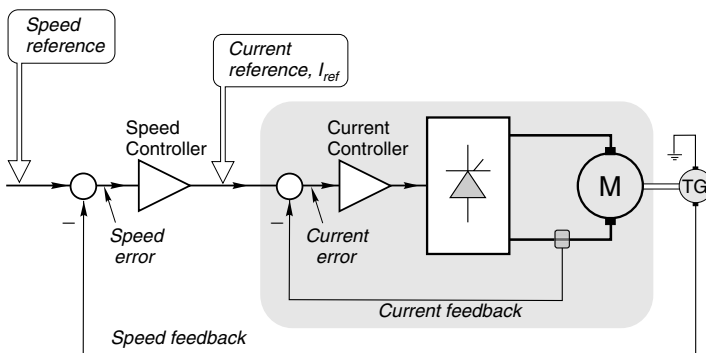 Speed
reference
Current
reference, Iref
Speed
Controller
Current
Controller
M
TG
–
–
Speed
error
Current
error
Current feedback
Speed feedback